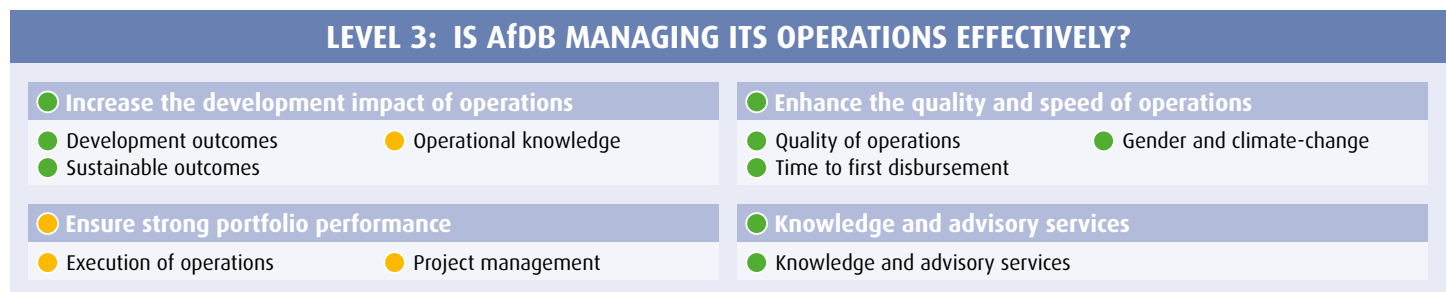 LEVEL 3: IS AfDB MANAGING ITS OPERATIONS EFFECTIVELY?
Increase the development impact of operations
Development outcomes
Operational knowledge
Sustainable outcomes
Enhance the quality and speed of operations
Quality of operations
Gender and climate-change
Time to first disbursement
Ensure strong portfolio performance
Execution of operations
Project management
Knowledge and advisory services
Knowledge and advisory services